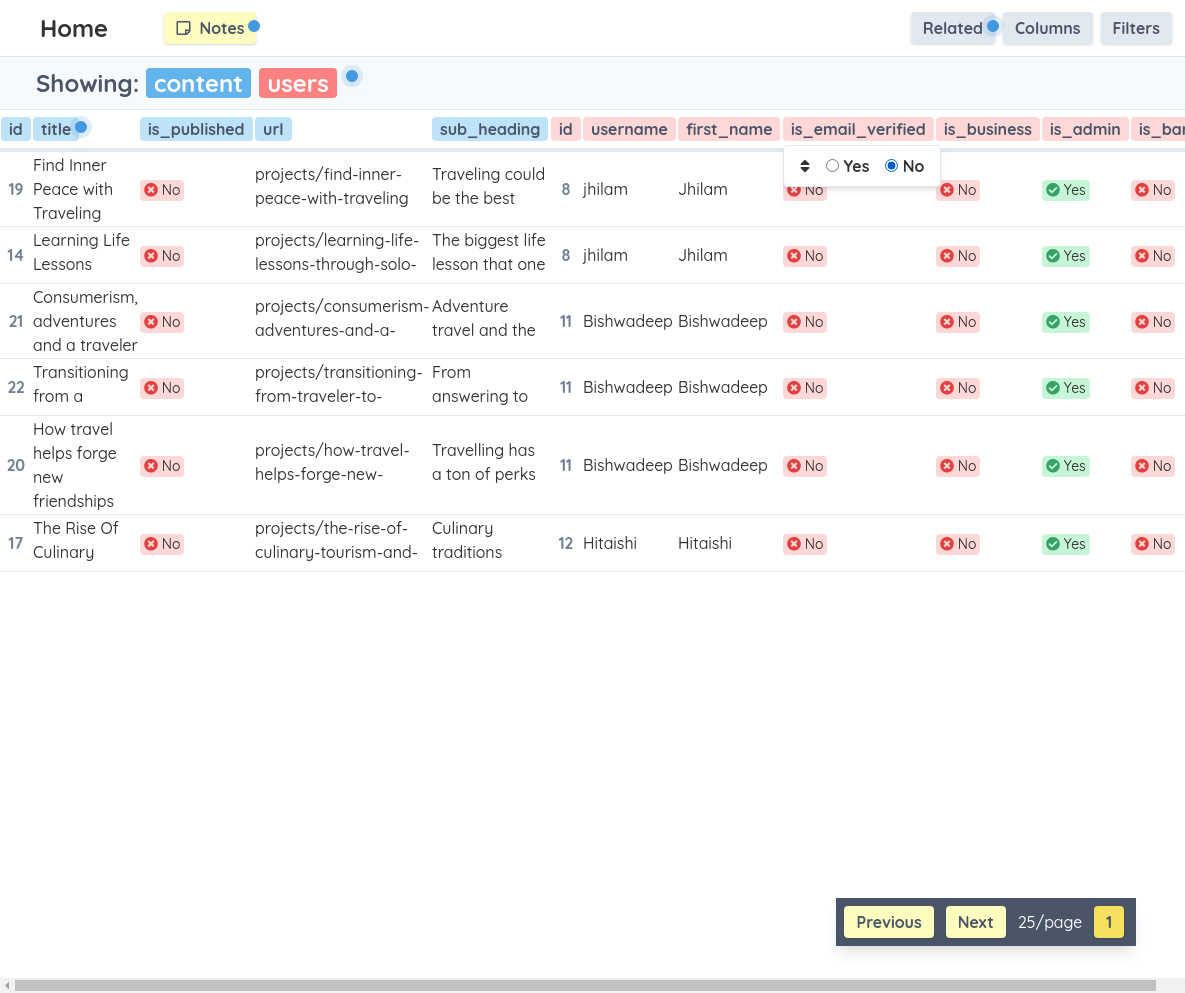 Home Notes Related Columns Filters
Showing: content users
id title is_published url sub_heading id username first_name is_email_verified is_business is_admin is_bar
Yes No
19 Find Inner Peace with Traveling No projects/find-inner-peace-with-traveling Traveling could be the best 8 jhilam Jhilam No No Yes No
14 Learning Life Lessons No projects/learning-life-lessons-through-solo- The biggest life lesson that one 8 jhilam Jhilam No No Yes No
21 Consumerism, adventures and a traveler No projects/consumerism-adventures-and-a- Adventure travel and the 11 Bishwadeep Bishwadeep No No Yes No
22 Transitioning from a No projects/transitioning-from-traveler-to- From answering to 11 Bishwadeep Bishwadeep No No Yes No
20 How travel helps forge new friendships No projects/how-travel-helps-forge-new- Travelling has a ton of perks 11 Bishwadeep Bishwadeep No No Yes No
17 The Rise Of Culinary No projects/the-rise-of-culinary-tourism-and- Culinary traditions 12 Hitaishi Hitaishi No No Yes No
Previous Next 25/page 1